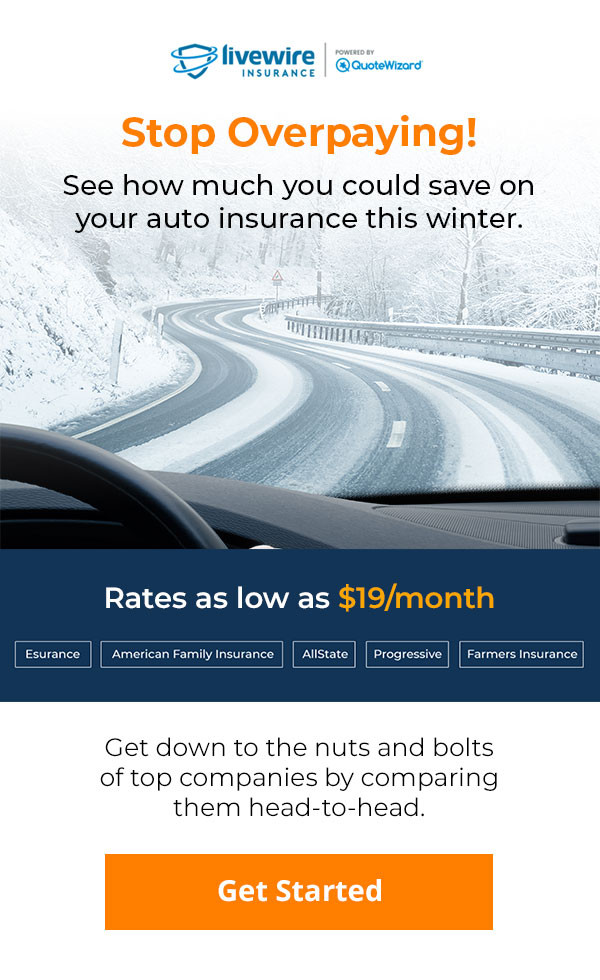 livewire
INSURANCE
POWERED BY
QuoteWizard
Stop Overpaying!
See how much you could save on
your auto insurance this winter.
Rates as low as $19/month
Esurance American Family Insurance AllState Progressive Farmers Insurance
Get down to the nuts and bolts
of top companies by comparing
them head-to-head.
Get Started